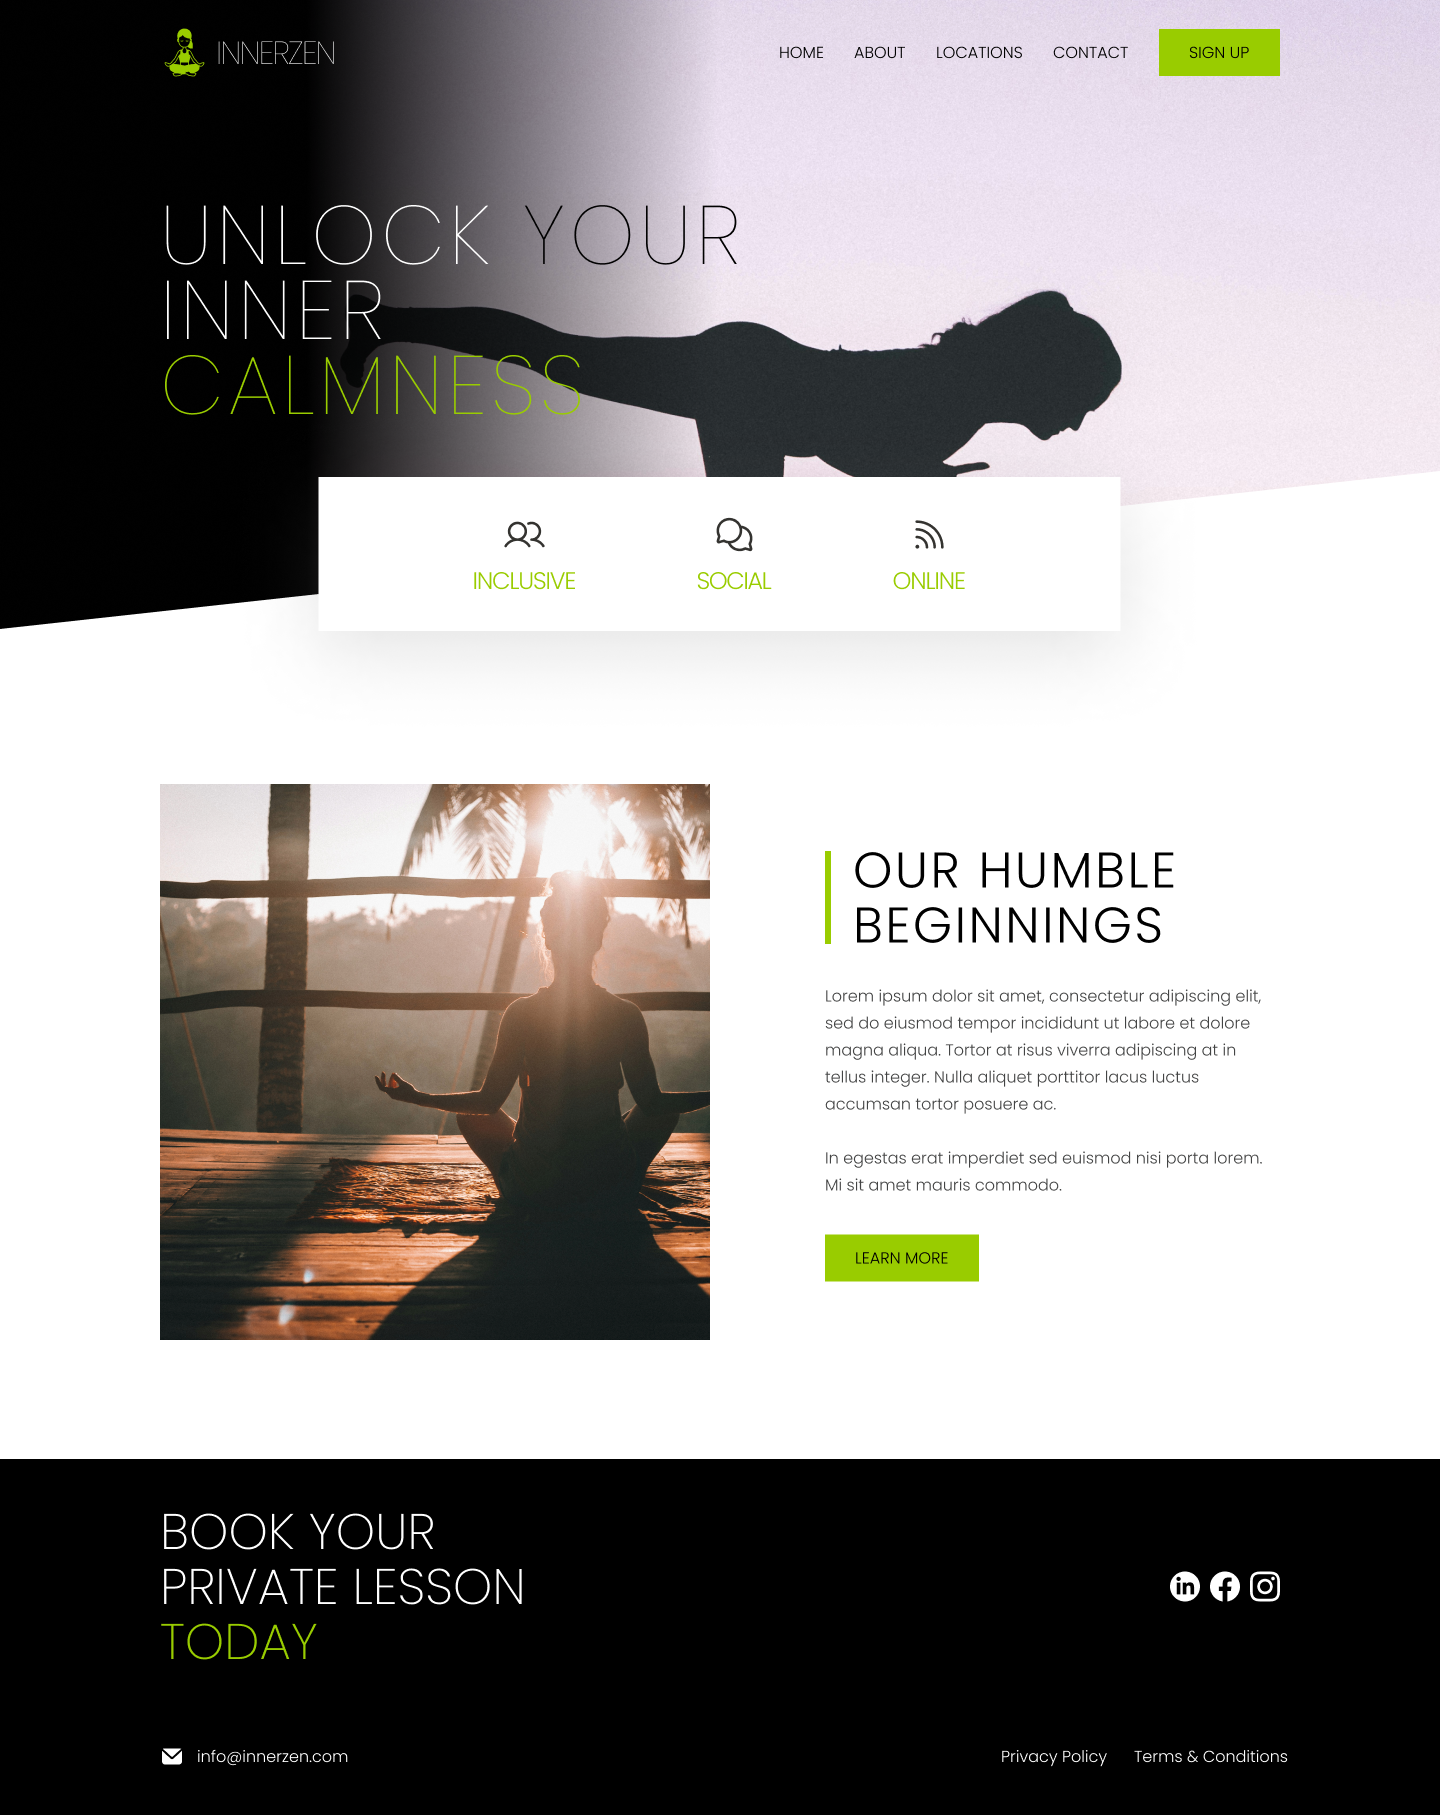 INNERZEN
HOME ABOUT LOCATIONS CONTACT SIGN UP
UNLOCK YOUR
INNER
CALMNESS
INCLUSIVE SOCIAL ONLINE
OUR HUMBLE
BEGINNINGS
Lorem ipsum dolor sit amet, consectetur adipiscing elit,
sed do eiusmod tempor incididunt ut labore et dolore
magna aliqua. Tortor at risus viverra adipiscing at in
tellus integer. Nulla aliquet porttitor lacus luctus
accumsan tortor posuere ac.
In egestas erat imperdiet sed euismod nisi porta lorem.
Mi sit amet mauris commodo.
LEARN MORE
BOOK YOUR
PRIVATE LESSON
TODAY
info@innerzen.com
Privacy Policy Terms & Conditions